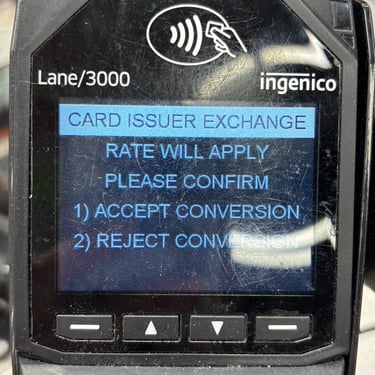 Lane/3000 ingenico
CARD ISSUER EXCHANGE
RATE WILL APPLY
PLEASE CONFIRM
1) ACCEPT CONVERSION
2) REJECT CONVERSION